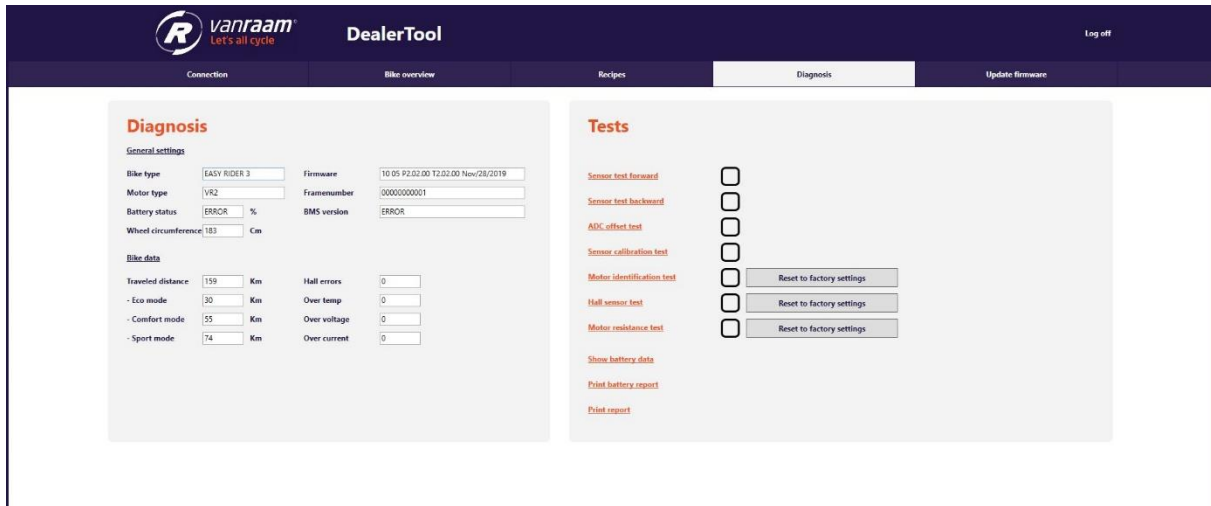 vanraam®
Let's all cycle
DealerTool
Log off
Connection
Bike overview
Recipes
Diagnosis
Update firmware
Diagnosis
General settings
Bike type EASY RIDER 3 Firmware 10 05 P2.02.00 T2.02.00 Nov/28/2019
Motor type VR2 Framenumber 00000000001
Battery status ERROR % BMS version ERROR
Wheel circumference 183 Cm
Bike data
Traveled distance 159 Km Hall errors 0
- Eco mode 30 Km Over temp 0
- Comfort mode 55 Km Over voltage 0
- Sport mode 74 Km Over current 0
Tests
Sensor test forward
Sensor test backward
ADC offset test
Sensor calibration test
Motor identification test Reset to factory settings
Hall sensor test Reset to factory settings
Motor resistance test Reset to factory settings
Show battery data
Print battery report
Print report